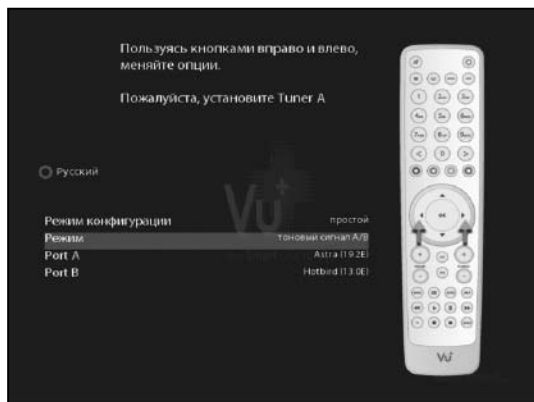 Пользуясь кнопками вправо и влево,
меняйте опции.
Пожалуйста, установите Tuner A
Русский
Режим конфигурации простой
Режим тоновый сигнал A/B
Port A Astra (19.2E)
Port B Hotbird (13.0E)
Vu+